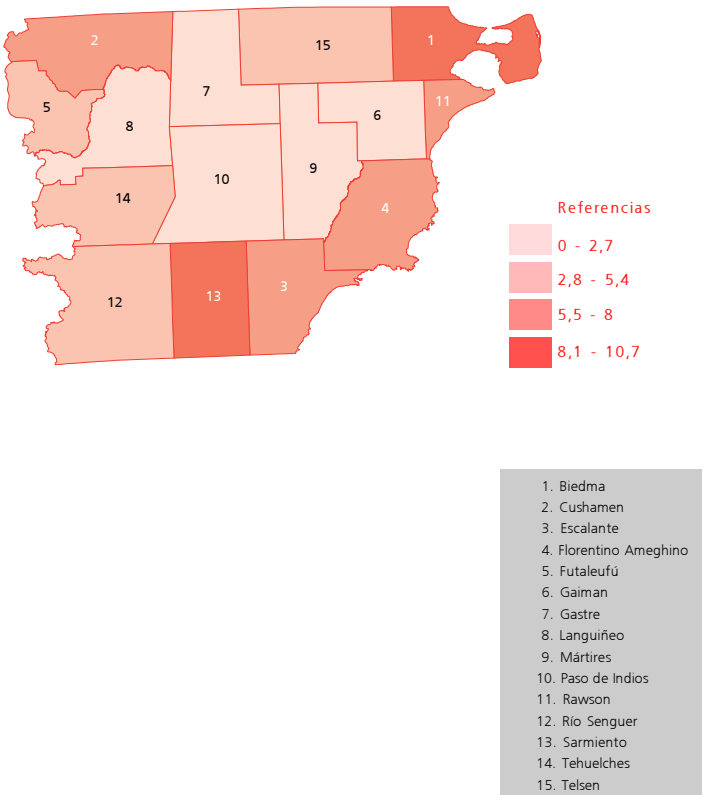 2
1
15
7
5
11
6
8
9
10
14
4
Referencias
0 - 2,7
2,8 - 5,4
5,5 - 8
8,1 - 10,7
3
13
12
1. Biedma
2. Cushamen
3. Escalante
4. Florentino Ameghino
5. Futaleufú
6. Gaiman
7. Gastre
8. Languiñeo
9. Mártires
10. Paso de Indios
11. Rawson
12. Río Senguer
13. Sarmiento
14. Tehuelches
15. Telsen